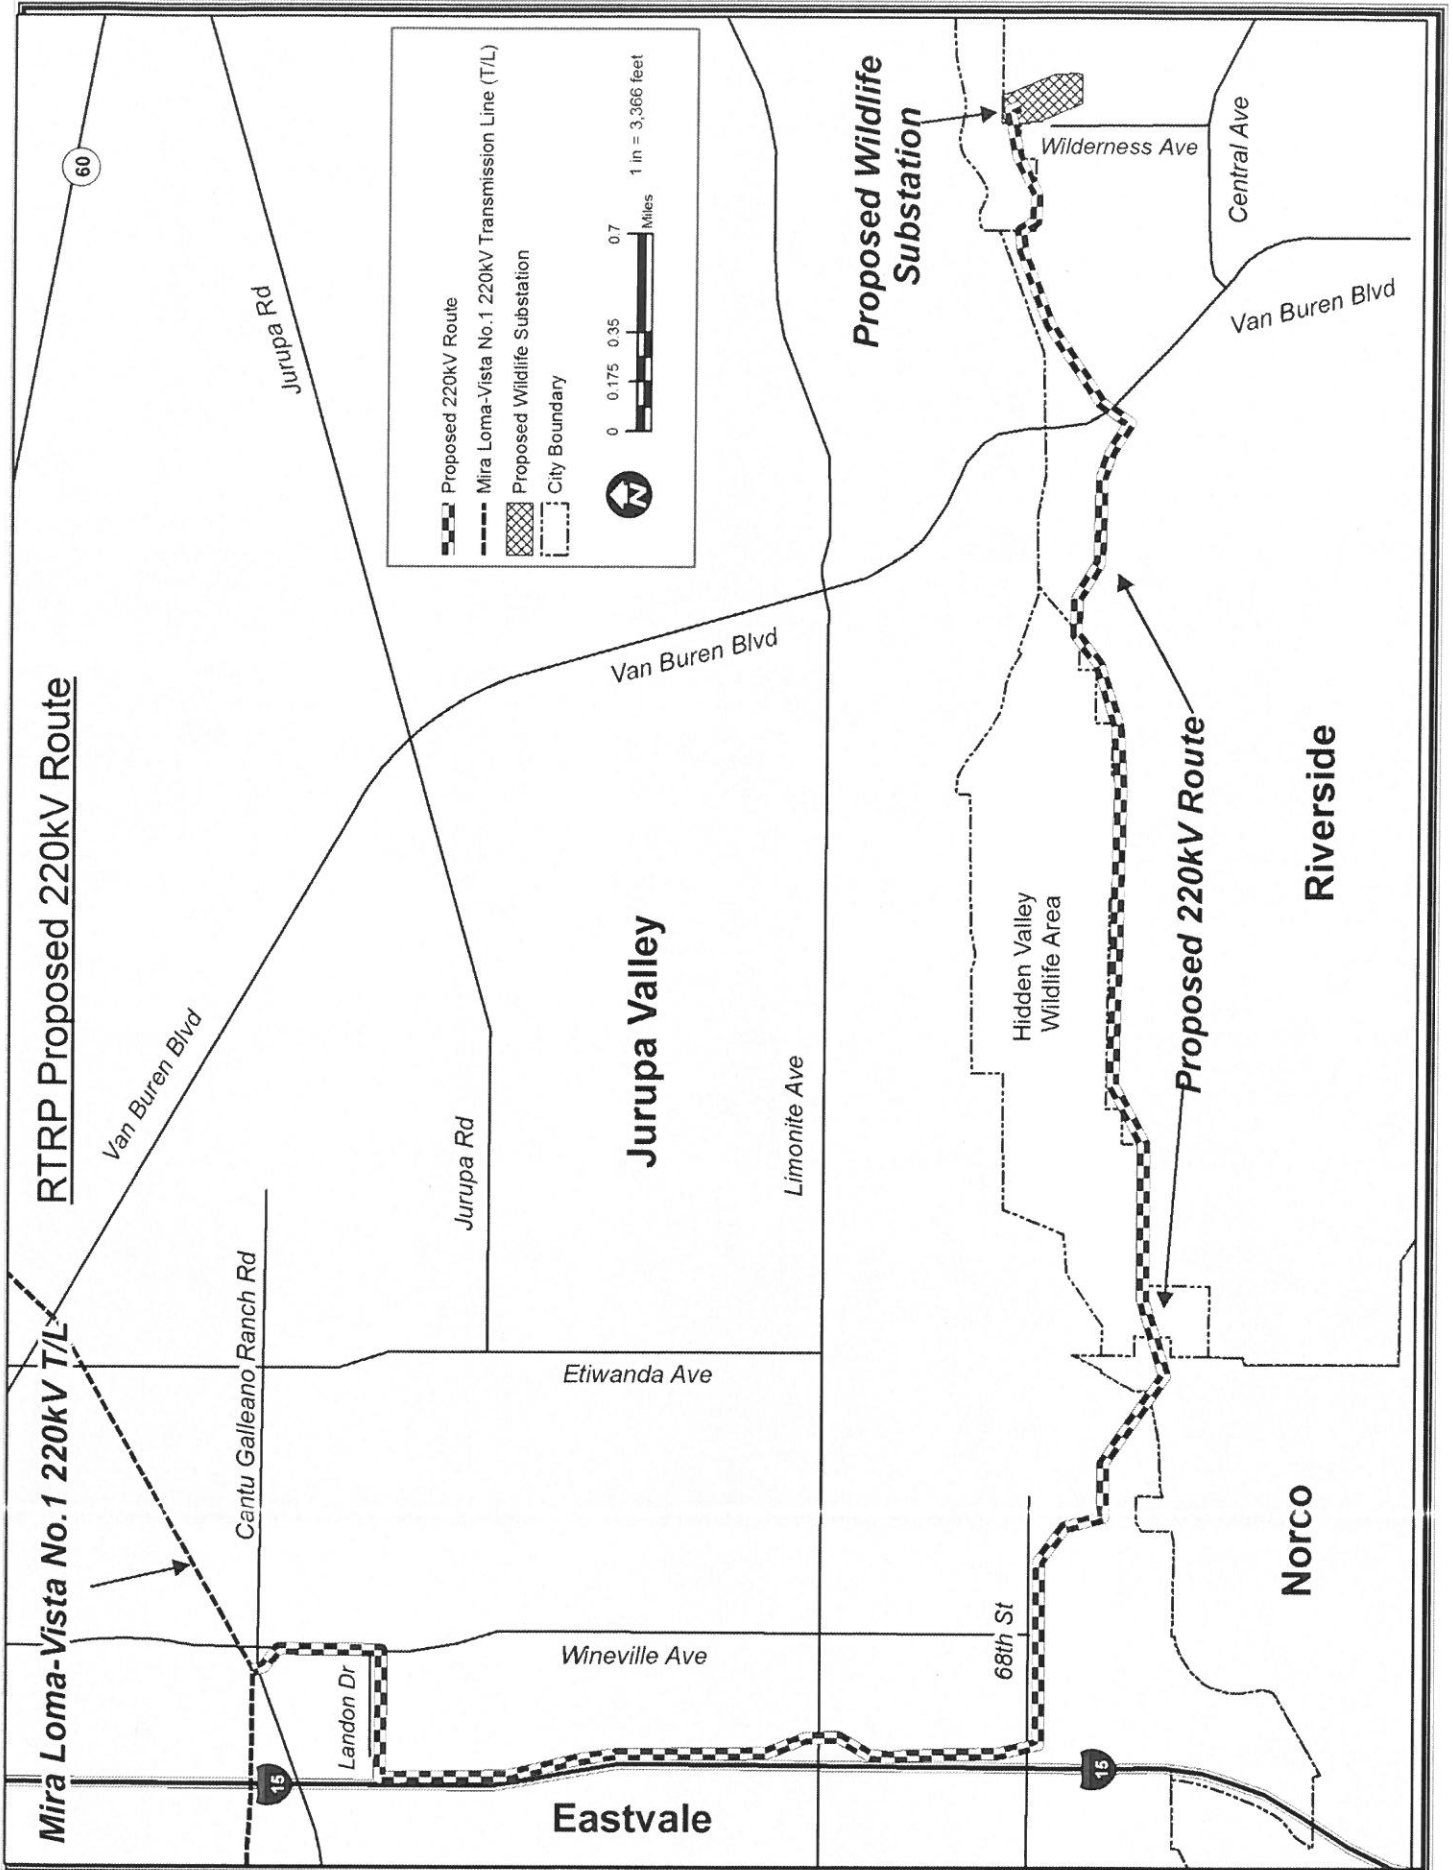 RTRP Proposed 220kV Route
Mira Loma-Vista No.1 220kV T/L
Van Buren Blvd
60
Jurupa Rd
Cantu Galleano Ranch Rd
15
Landon Dr
Wineville Ave
Etiwanda Ave
Jurupa Rd
Van Buren Blvd
Proposed 220kV Route
Mira Loma-Vista No.1 220kV Transmission Line (T/L)
Proposed Wildlife Substation
City Boundary
N
0 0.175 0.35 0.7
Miles
1 in = 3,366 feet
Eastvale
Jurupa Valley
Limonite Ave
68th St
Hidden Valley
Wildlife Area
Proposed Wildlife
Substation
Wilderness Ave
Central Ave
Van Buren Blvd
15
Proposed 220kV Route
Norco
Riverside